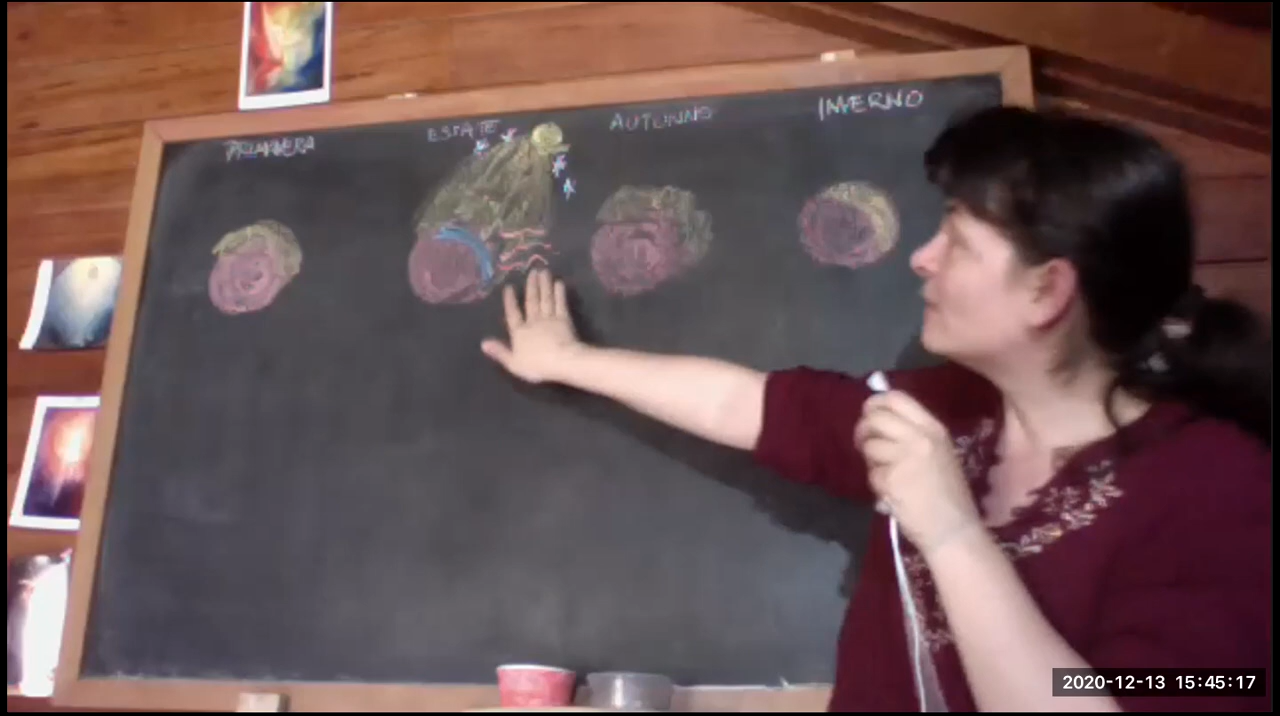 PRIMAVERA
ESTATE
AUTUNNO
INVERNO
2020-12-13 15:45:17